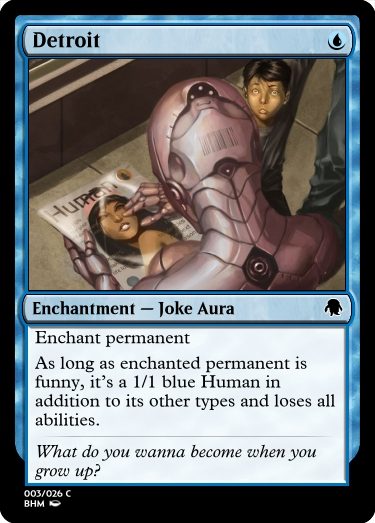 Detroit
Human
Enchantment — Joke Aura
Enchant permanent
As long as enchanted permanent is
funny, it's a 1/1 blue Human in
addition to its other types and loses all
abilities.
What do you wanna become when you
grow up?
003/026 C
BHM